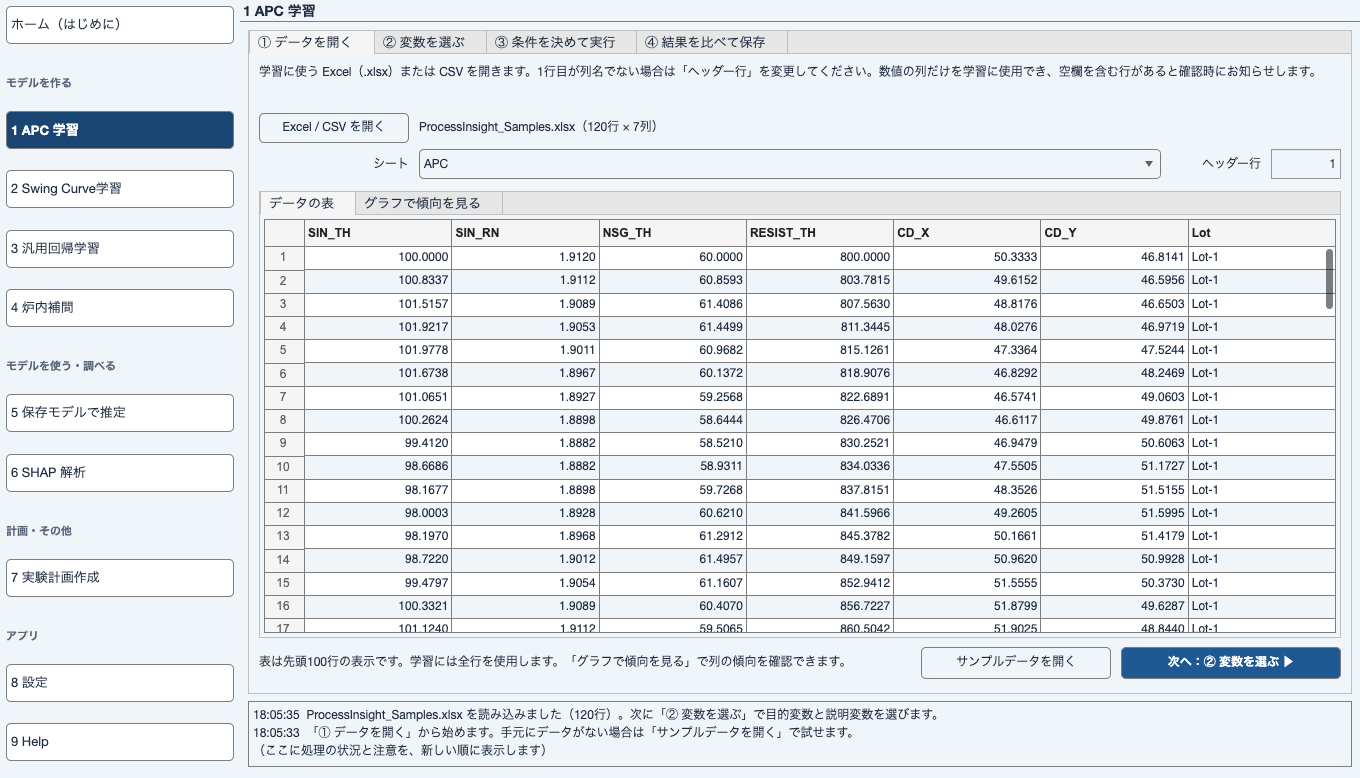 ホーム（はじめに）
モデルを作る
1 APC 学習
2 Swing Curve学習
3 汎用回帰学習
4 炉内補間
モデルを使う・調べる
5 保存モデルで推定
6 SHAP 解析
計画・その他
7 実験計画作成
アプリ
8 設定
9 Help
1 APC 学習
① データを開く ② 変数を選ぶ ③ 条件を決めて実行 ④ 結果を比べて保存
学習に使う Excel（.xlsx）または CSV を開きます。1行目が列名でない場合は「ヘッダー行」を変更してください。数値の列だけを学習に使用でき、空欄を含む行があると確認時にお知らせします。
Excel / CSV を開く ProcessInsight_Samples.xlsx（120行 × 7列）
シート APC ヘッダー行 1
データの表 グラフで傾向を見る
SIN_TH SIN_RN NSG_TH RESIST_TH CD_X CD_Y Lot
1 100.0000 1.9120 60.0000 800.0000 50.3333 46.8141 Lot-1
2 100.8337 1.9112 60.8593 803.7815 49.6152 46.5956 Lot-1
3 101.5157 1.9089 61.4086 807.5630 48.8176 46.6503 Lot-1
4 101.9217 1.9053 61.4499 811.3445 48.0276 46.9719 Lot-1
5 101.9778 1.9011 60.9682 815.1261 47.3364 47.5244 Lot-1
6 101.6738 1.8967 60.1372 818.9076 46.8292 48.2469 Lot-1
7 101.0651 1.8927 59.2568 822.6891 46.5741 49.0603 Lot-1
8 100.2624 1.8898 58.6444 826.4706 46.6117 49.8761 Lot-1
9 99.4120 1.8882 58.5210 830.2521 46.9479 50.6063 Lot-1
10 98.6686 1.8882 58.9311 834.0336 47.5505 51.1727 Lot-1
11 98.1677 1.8898 59.7268 837.8151 48.3526 51.5155 Lot-1
12 98.0003 1.8928 60.6210 841.5966 49.2605 51.5995 Lot-1
13 98.1970 1.8968 61.2912 845.3782 50.1661 51.4179 Lot-1
14 98.7220 1.9012 61.4957 849.1597 50.9620 50.9928 Lot-1
15 99.4797 1.9054 61.1607 852.9412 51.5555 50.3730 Lot-1
16 100.3321 1.9089 60.4070 856.7227 51.8799 49.6287 Lot-1
17 101.1240 1.9112 59.5065 860.5042 51.9025 48.8440 Lot-1
表は先頭100行の表示です。学習には全行を使用します。「グラフで傾向を見る」で列の傾向を確認できます。 サンプルデータを開く 次へ：② 変数を選ぶ ▶
18:05:35 ProcessInsight_Samples.xlsx を読み込みました（120行）。次に「② 変数を選ぶ」で目的変数と説明変数を選びます。
18:05:33 「① データを開く」から始めます。手元にデータがない場合は「サンプルデータを開く」で試せます。
（ここに処理の状況と注意を、新しい順に表示します）